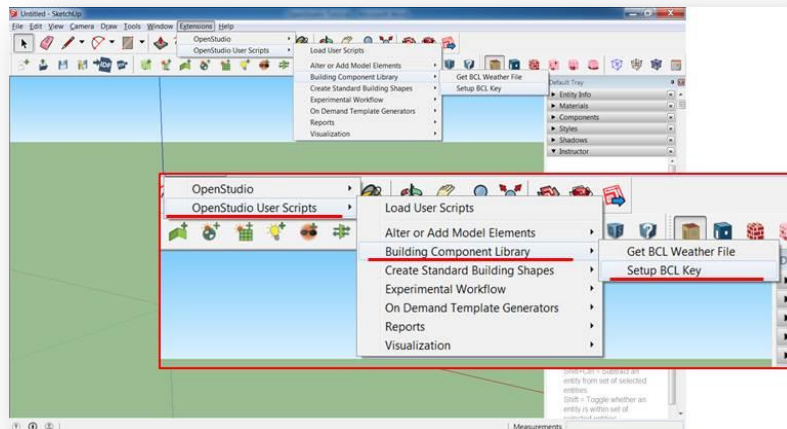 Untitled - SketchUp
File Edit View Camera Draw Tools Window Extensions Help
OpenStudio
OpenStudio User Scripts
Load User Scripts
Alter or Add Model Elements
Building Component Library
Create Standard Building Shapes
Experimental Workflow
On Demand Template Generators
Reports
Visualization
Get BCL Weather File
Setup BCL Key
Default Tray
Entity Info
Materials
Components
Styles
Shadows
Instructor
OpenStudio
OpenStudio User Scripts
Load User Scripts
Alter or Add Model Elements
Building Component Library
Create Standard Building Shapes
Experimental Workflow
On Demand Template Generators
Reports
Visualization
Get BCL Weather File
Setup BCL Key
Shift+Ctrl = Subtract an
entity from set of selected
entities.
Shift = Toggle whether an
entity is within set of
selected entities.
Measurements